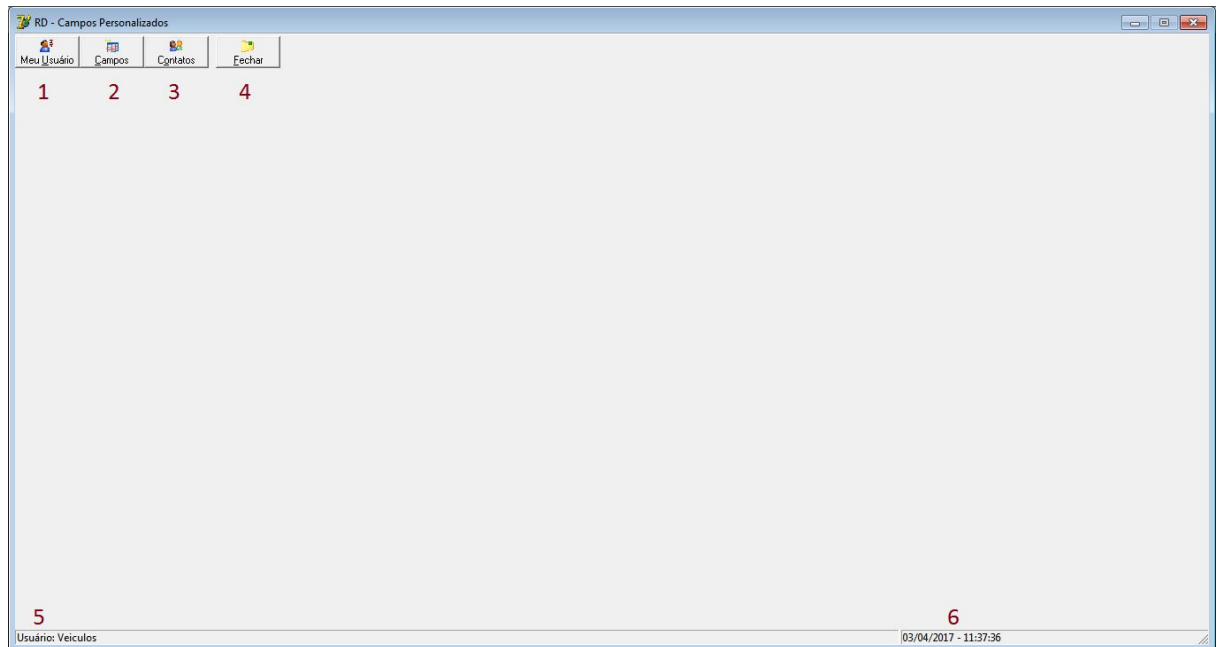 RD - Campos Personalizados
Meu Usuário Campos Contatos Fechar
1 2 3 4
5 6
Usuário: Veiculos 03/04/2017 - 11:37:36